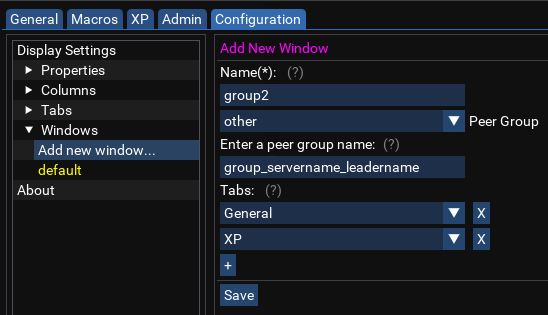 General Macros XP Admin Configuration
Display Settings
Properties
Columns
Tabs
Windows
Add new window...
default
About
Add New Window
Name(*): (?)
group2
other Peer Group
Enter a peer group name: (?)
group_servername_leadername
Tabs: (?)
General X
XP X
+
Save